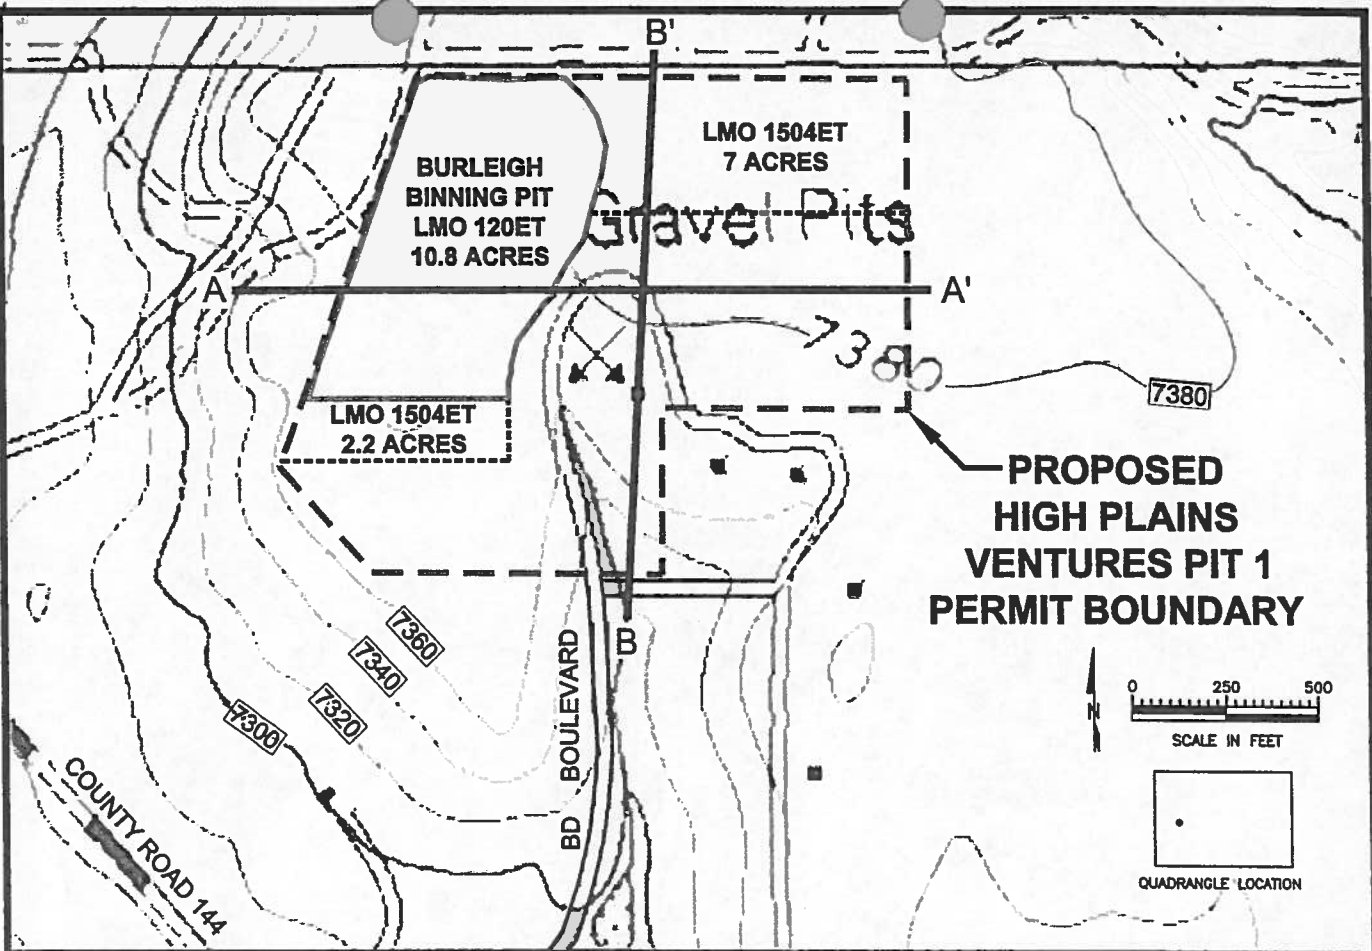 B'
LMO 1504ET
7 ACRES
BURLEIGH
BINNING PIT
LMO 120ET
10.8 ACRES
Gravel Pits
A
A'
7380
7380
LMO 1504ET
2.2 ACRES
PROPOSED
HIGH PLAINS
VENTURES PIT 1
PERMIT BOUNDARY
7360
7340
7320
7300
B
BD BOULEVARD
COUNTY ROAD 144
N
0 250 500
SCALE IN FEET
QUADRANGLE LOCATION